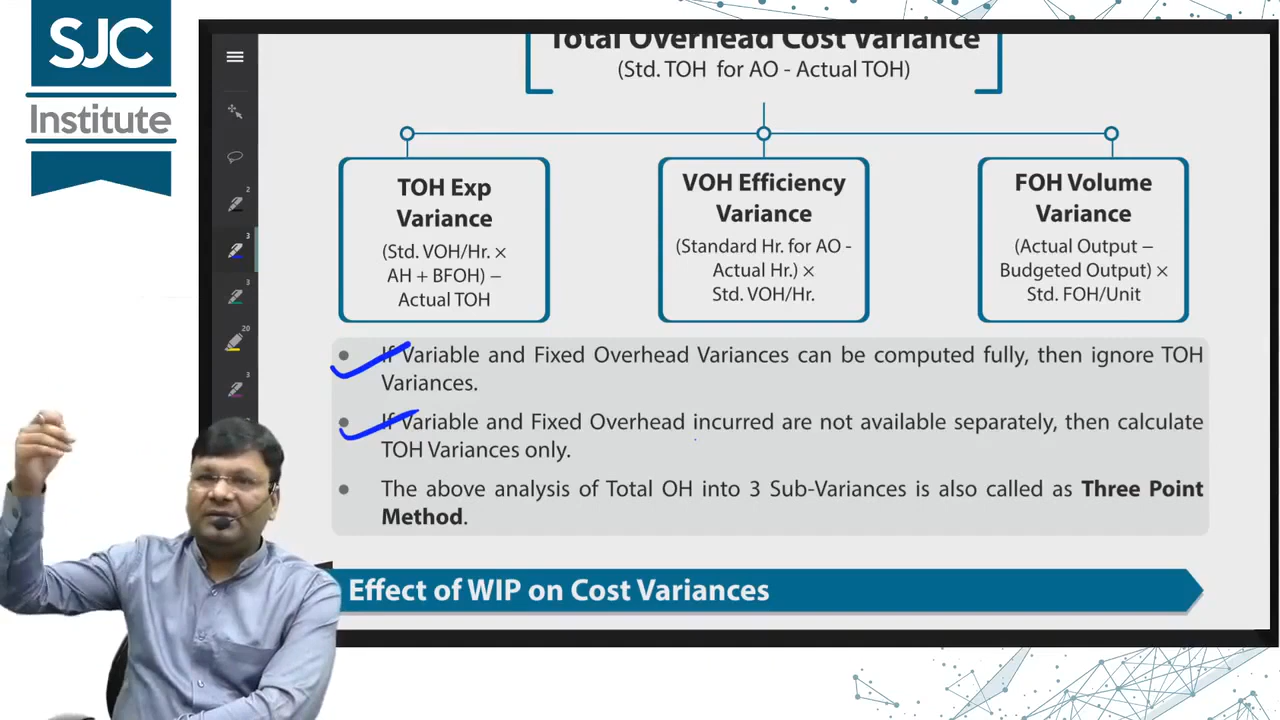 SJC
Institute
Total Overhead Cost Variance
(Std. TOH for AO - Actual TOH)
TOH Exp
Variance
(Std. VOH/Hr. ×
AH + BFOH) –
Actual TOH
VOH Efficiency
Variance
(Standard Hr. for AO -
Actual Hr.) ×
Std. VOH/Hr.
FOH Volume
Variance
(Actual Output –
Budgeted Output) ×
Std. FOH/Unit
2
3
3
20
3
• If Variable and Fixed Overhead Variances can be computed fully, then ignore TOH
Variances.
• If Variable and Fixed Overhead incurred are not available separately, then calculate
TOH Variances only.
• The above analysis of Total OH into 3 Sub-Variances is also called as Three Point
Method.
Effect of WIP on Cost Variances